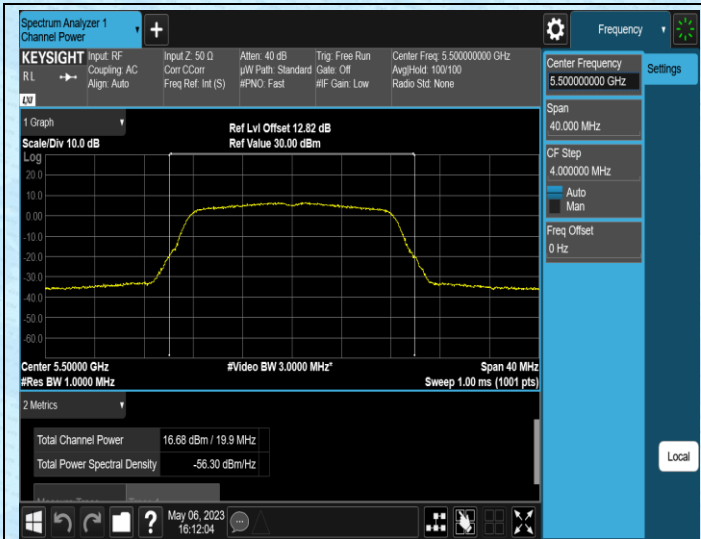 Spectrum Analyzer 1
Channel Power
Frequency
KEYSIGHT
RL
LXI
Input: RF
Coupling: AC
Align: Auto
Input Z: 50 Ω
Corr CCorr
Freq Ref: Int (S)
Atten: 40 dB
µW Path: Standard
#PNO: Fast
Trig: Free Run
Gate: Off
#IF Gain: Low
Center Freq: 5.500000000 GHz
Avg|Hold: 100/100
Radio Std: None
Center Frequency
5.500000000 GHz
Settings
Span
40.000 MHz
CF Step
4.000000 MHz
Auto
Man
Freq Offset
0 Hz
1 Graph
Scale/Div 10.0 dB
Ref Lvl Offset 12.82 dB
Ref Value 30.00 dBm
Log
20.0
10.0
0.00
-10.0
-20.0
-30.0
-40.0
-50.0
-60.0
Center 5.50000 GHz
#Video BW 3.0000 MHz*
Span 40 MHz
#Res BW 1.0000 MHz
Sweep 1.00 ms (1001 pts)
2 Metrics
Total Channel Power 16.68 dBm / 19.9 MHz
Total Power Spectral Density -56.30 dBm/Hz
Local
?
May 06, 2023
16:12:04